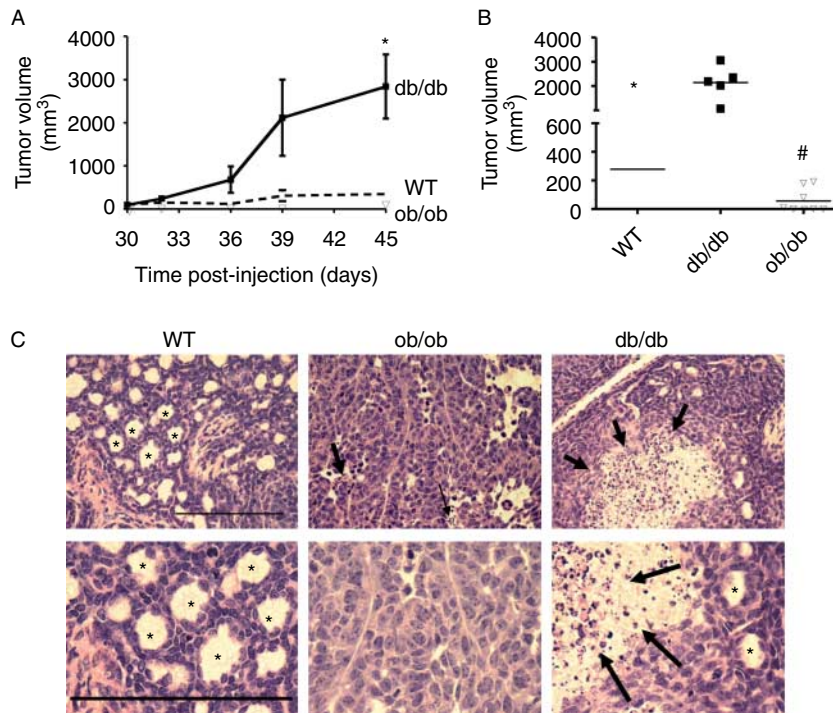 A
Tumor volume
(mm³)
4000
3000
2000
1000
0
*
db/db
WT
ob/ob
30 33 36 39 42 45
Time post-injection (days)
B
Tumor volume
(mm³)
4000
3000
2000
1000
600
400
200
0
*
#
WT
db/db
ob/ob
C
WT ob/ob db/db
* * * * * *
* * * * * * *
* *